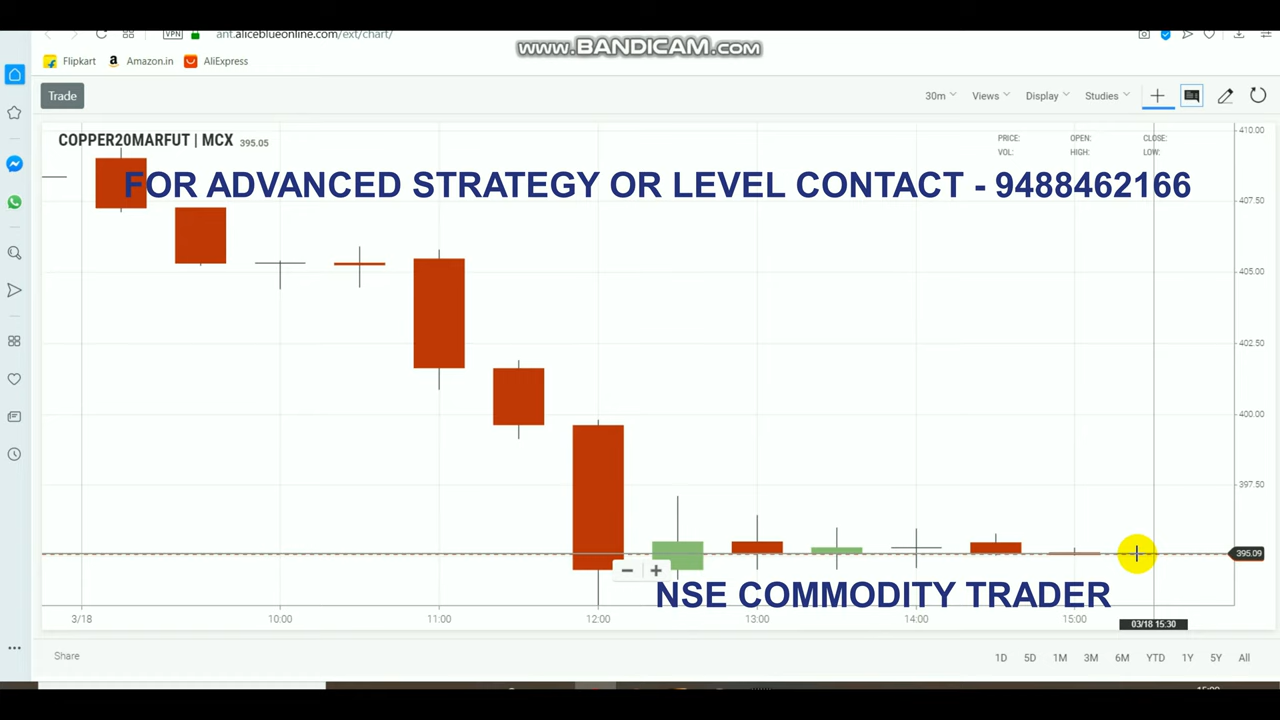 VPN
ant.aliceblueonline.com/ext/chart/
www.BANDICAM.com
Flipkart
a Amazon.in
AliExpress
Trade
30m
Views
Display
Studies
COPPER20MARFUT | MCX 395.05
PRICE: OPEN: CLOSE:
VOL: HIGH: LOW:
FOR ADVANCED STRATEGY OR LEVEL CONTACT - 9488462166
410.00
407.50
405.00
402.50
400.00
397.50
395.09
NSE COMMODITY TRADER
3/18 10:00 11:00 12:00 13:00 14:00 15:00
03/18 15:30
Share
1D 5D 1M 3M 6M YTD 1Y 5Y All